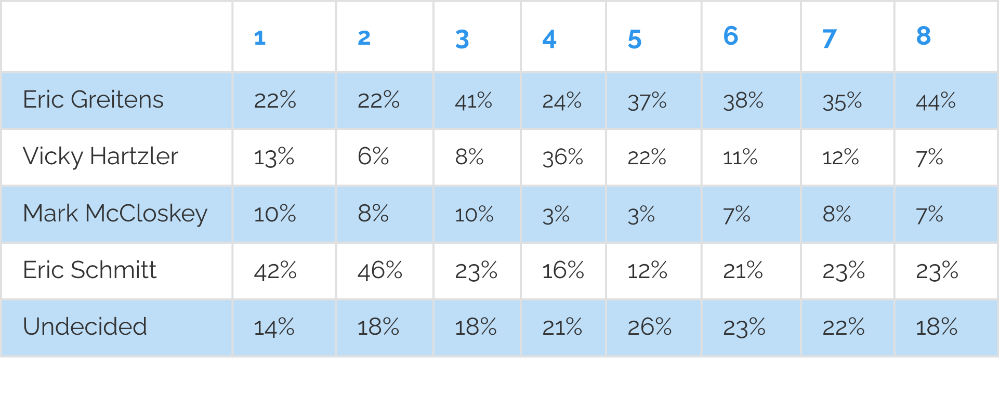 1 2 3 4 5 6 7 8
Eric Greitens 22% 22% 41% 24% 37% 38% 35% 44%
Vicky Hartzler 13% 6% 8% 36% 22% 11% 12% 7%
Mark McCloskey 10% 8% 10% 3% 3% 7% 8% 7%
Eric Schmitt 42% 46% 23% 16% 12% 21% 23% 23%
Undecided 14% 18% 18% 21% 26% 23% 22% 18%